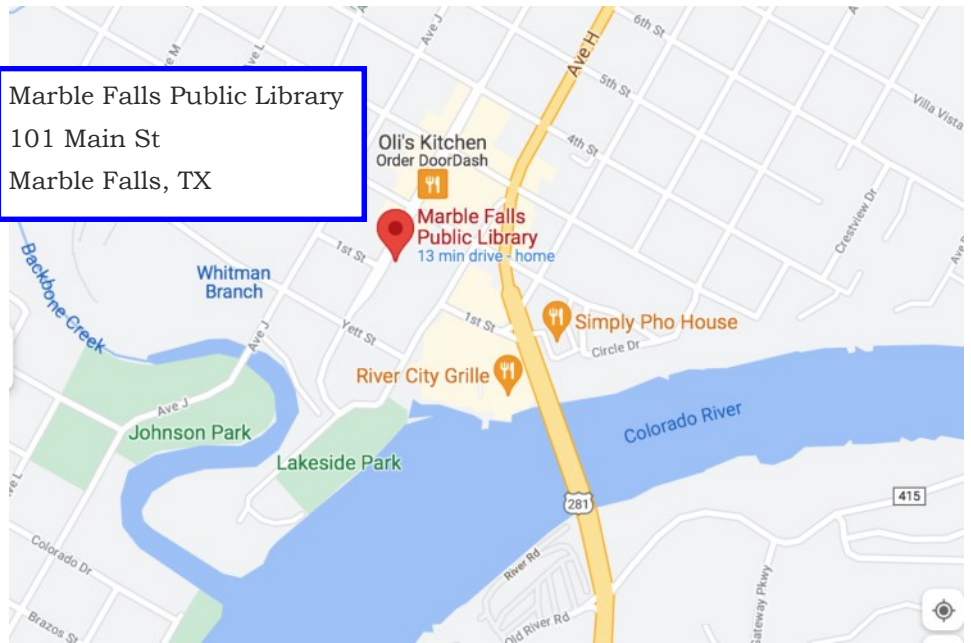 Marble Falls Public Library
101 Main St
Marble Falls, TX
Ave M
Ave L
Ave J
Ave H
6th St
5th St
4th St
Villa Vista
Oli's Kitchen
Order DoorDash
Marble Falls
Public Library
13 min drive - home
Crestview Dr
1st St
Backbone Creek
Whitman
Branch
Ave J
Yett St
1st St
Simply Pho House
Circle Dr
River City Grille
Ave J
Johnson Park
Lakeside Park
Colorado River
281
415
Colorado Dr
River Rd
Old River Rd
Gateway Pkwy
Brazos St